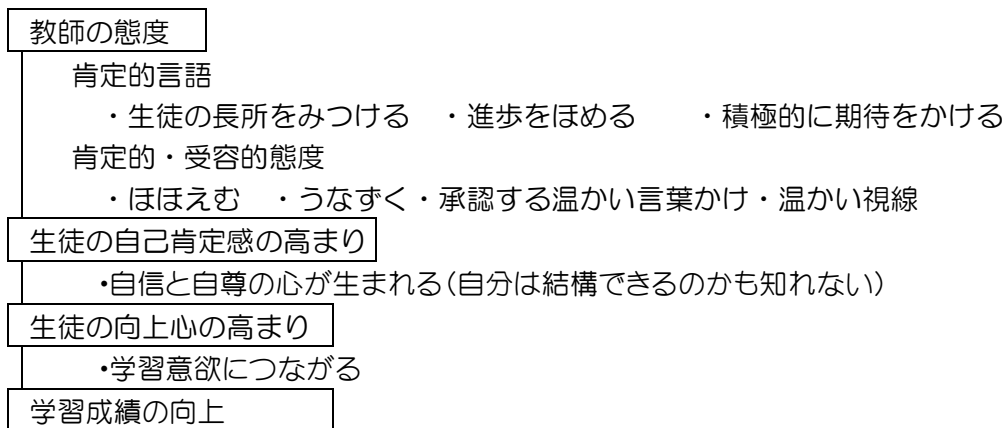 教師の態度
肯定的言語
・生徒の長所をみつける　・進歩をほめる　　・積極的に期待をかける
肯定的・受容的態度
・ほほえむ　・うなずく・承認する温かい言葉かけ・温かい視線
生徒の自己肯定感の高まり
・自信と自尊の心が生まれる（自分は結構できるのかも知れない）
生徒の向上心の高まり
・学習意欲につながる
学習成績の向上